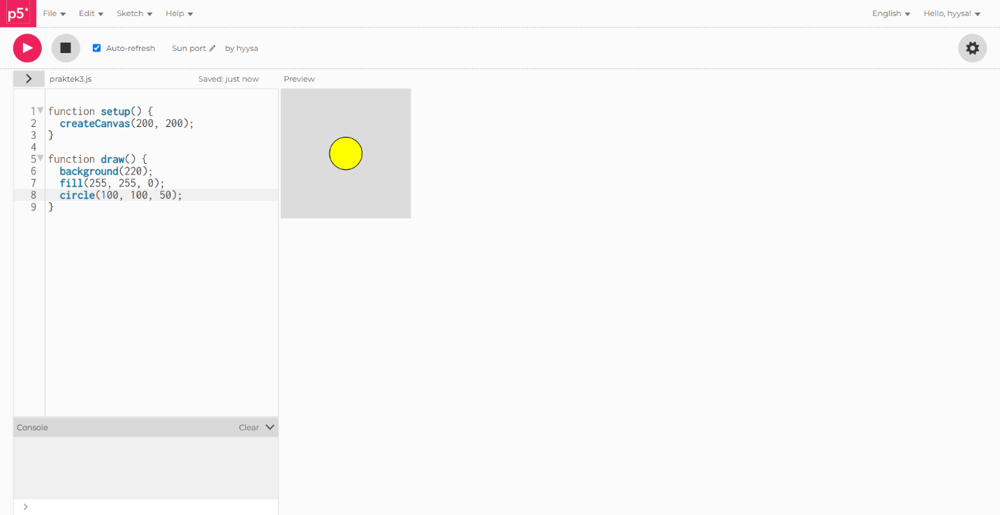 p5* File Edit Sketch Help English Hello, hyysa!
Auto-refresh Sun port by hyysa
praktek3.js Saved: just now Preview
1 function setup() {
2   createCanvas(200, 200);
3 }
4
5 function draw() {
6   background(220);
7   fill(255, 255, 0);
8   circle(100, 100, 50);
9 }
Console Clear
>